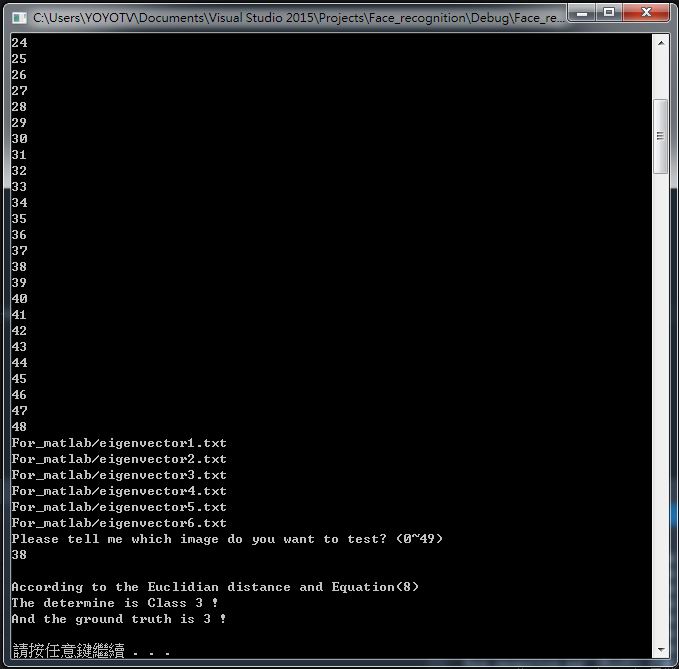 C:\Users\YOYOTV\Documents\Visual Studio 2015\Projects\Face_recognition\Debug\Face_re...
24
25
26
27
28
29
30
31
32
33
34
35
36
37
38
39
40
41
42
43
44
45
46
47
48
For_matlab/eigenvector1.txt
For_matlab/eigenvector2.txt
For_matlab/eigenvector3.txt
For_matlab/eigenvector4.txt
For_matlab/eigenvector5.txt
For_matlab/eigenvector6.txt
Please tell me which image do you want to test? (0~49)
38
According to the Euclidian distance and Equation(8)
The determine is Class 3 !
And the ground truth is 3 !
請按任意鍵繼續 . . .